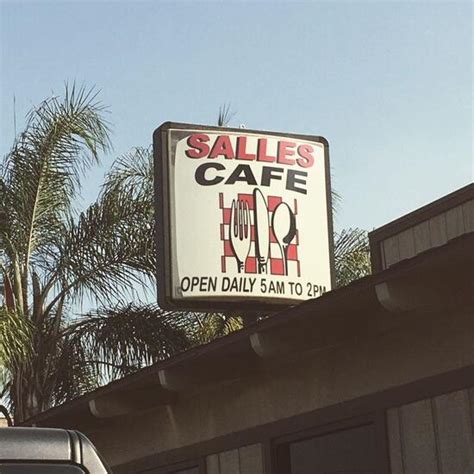 SALLES
CAFE
OPEN DAILY 5AM TO 2PM